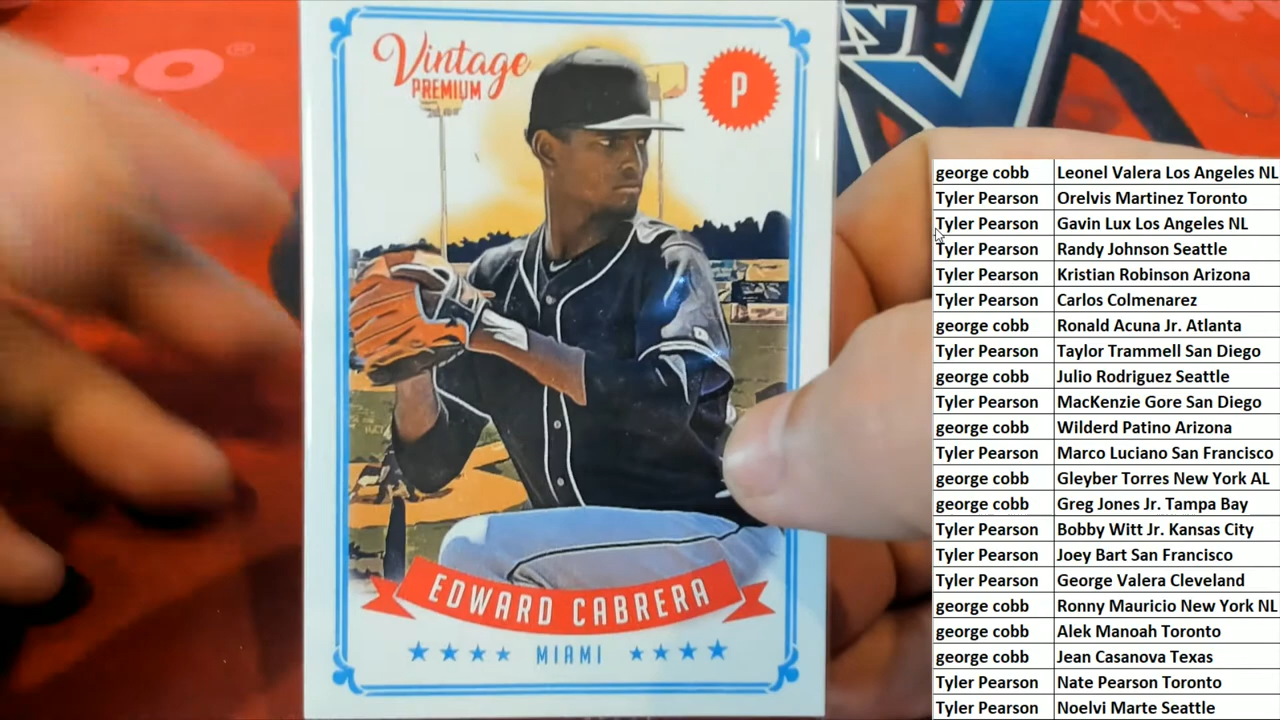 Vintage
PREMIUM
P
EDWARD CABRERA
MIAMI
RO®
george cobb Leonel Valera Los Angeles NL
Tyler Pearson Orelvis Martinez Toronto
Tyler Pearson Gavin Lux Los Angeles NL
Tyler Pearson Randy Johnson Seattle
Tyler Pearson Kristian Robinson Arizona
Tyler Pearson Carlos Colmenarez
george cobb Ronald Acuna Jr. Atlanta
Tyler Pearson Taylor Trammell San Diego
george cobb Julio Rodriguez Seattle
Tyler Pearson MacKenzie Gore San Diego
george cobb Wilderd Patino Arizona
Tyler Pearson Marco Luciano San Francisco
george cobb Gleyber Torres New York AL
george cobb Greg Jones Jr. Tampa Bay
Tyler Pearson Bobby Witt Jr. Kansas City
Tyler Pearson Joey Bart San Francisco
Tyler Pearson George Valera Cleveland
george cobb Ronny Mauricio New York NL
george cobb Alek Manoah Toronto
george cobb Jean Casanova Texas
Tyler Pearson Nate Pearson Toronto
Tyler Pearson Noelvi Marte Seattle